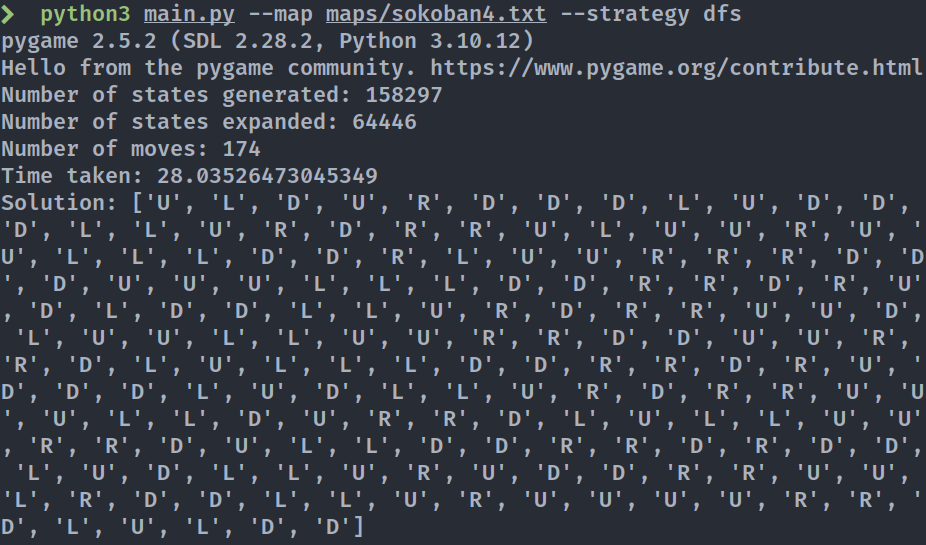 ❯ python3 main.py --map maps/sokoban4.txt --strategy dfs
pygame 2.5.2 (SDL 2.28.2, Python 3.10.12)
Hello from the pygame community. https://www.pygame.org/contribute.html
Number of states generated: 158297
Number of states expanded: 64446
Number of moves: 174
Time taken: 28.03526473045349
Solution: ['U', 'L', 'D', 'U', 'R', 'D', 'D', 'D', 'L', 'U', 'D', 'D',
'D', 'L', 'L', 'U', 'R', 'D', 'R', 'R', 'U', 'L', 'U', 'U', 'R', 'U', '
U', 'L', 'L', 'L', 'D', 'D', 'R', 'L', 'U', 'U', 'R', 'R', 'R', 'D', 'D
', 'D', 'U', 'U', 'U', 'L', 'L', 'L', 'D', 'D', 'R', 'R', 'D', 'R', 'U'
, 'D', 'L', 'D', 'D', 'L', 'L', 'U', 'R', 'D', 'R', 'R', 'U', 'U', 'D',
'L', 'U', 'U', 'L', 'L', 'U', 'U', 'R', 'R', 'D', 'D', 'U', 'U', 'R',
'R', 'D', 'L', 'U', 'L', 'L', 'L', 'D', 'D', 'R', 'R', 'D', 'R', 'U', '
D', 'D', 'D', 'L', 'U', 'D', 'L', 'L', 'U', 'R', 'D', 'R', 'R', 'U', 'U
', 'U', 'L', 'L', 'D', 'U', 'R', 'R', 'D', 'L', 'U', 'L', 'L', 'U', 'U'
, 'R', 'R', 'D', 'U', 'L', 'L', 'D', 'D', 'R', 'R', 'D', 'R', 'D', 'D',
'L', 'U', 'D', 'L', 'L', 'U', 'R', 'U', 'D', 'D', 'R', 'R', 'U', 'U',
'L', 'R', 'D', 'D', 'L', 'L', 'U', 'R', 'U', 'U', 'U', 'U', 'R', 'R', '
D', 'L', 'U', 'L', 'D', 'D']